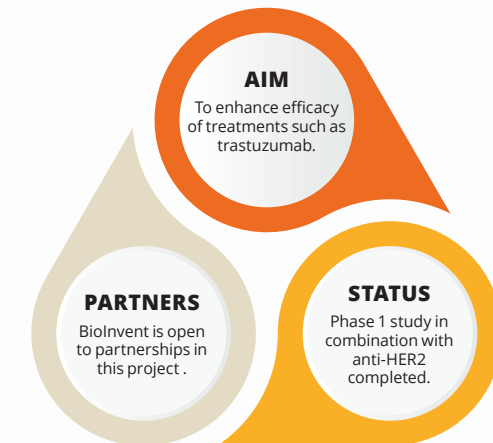 AIM
To enhance efficacy
of treatments such as
trastuzumab.
PARTNERS
BioInvent is open
to partnerships in
this project .
STATUS
Phase 1 study in
combination with
anti-HER2
completed.